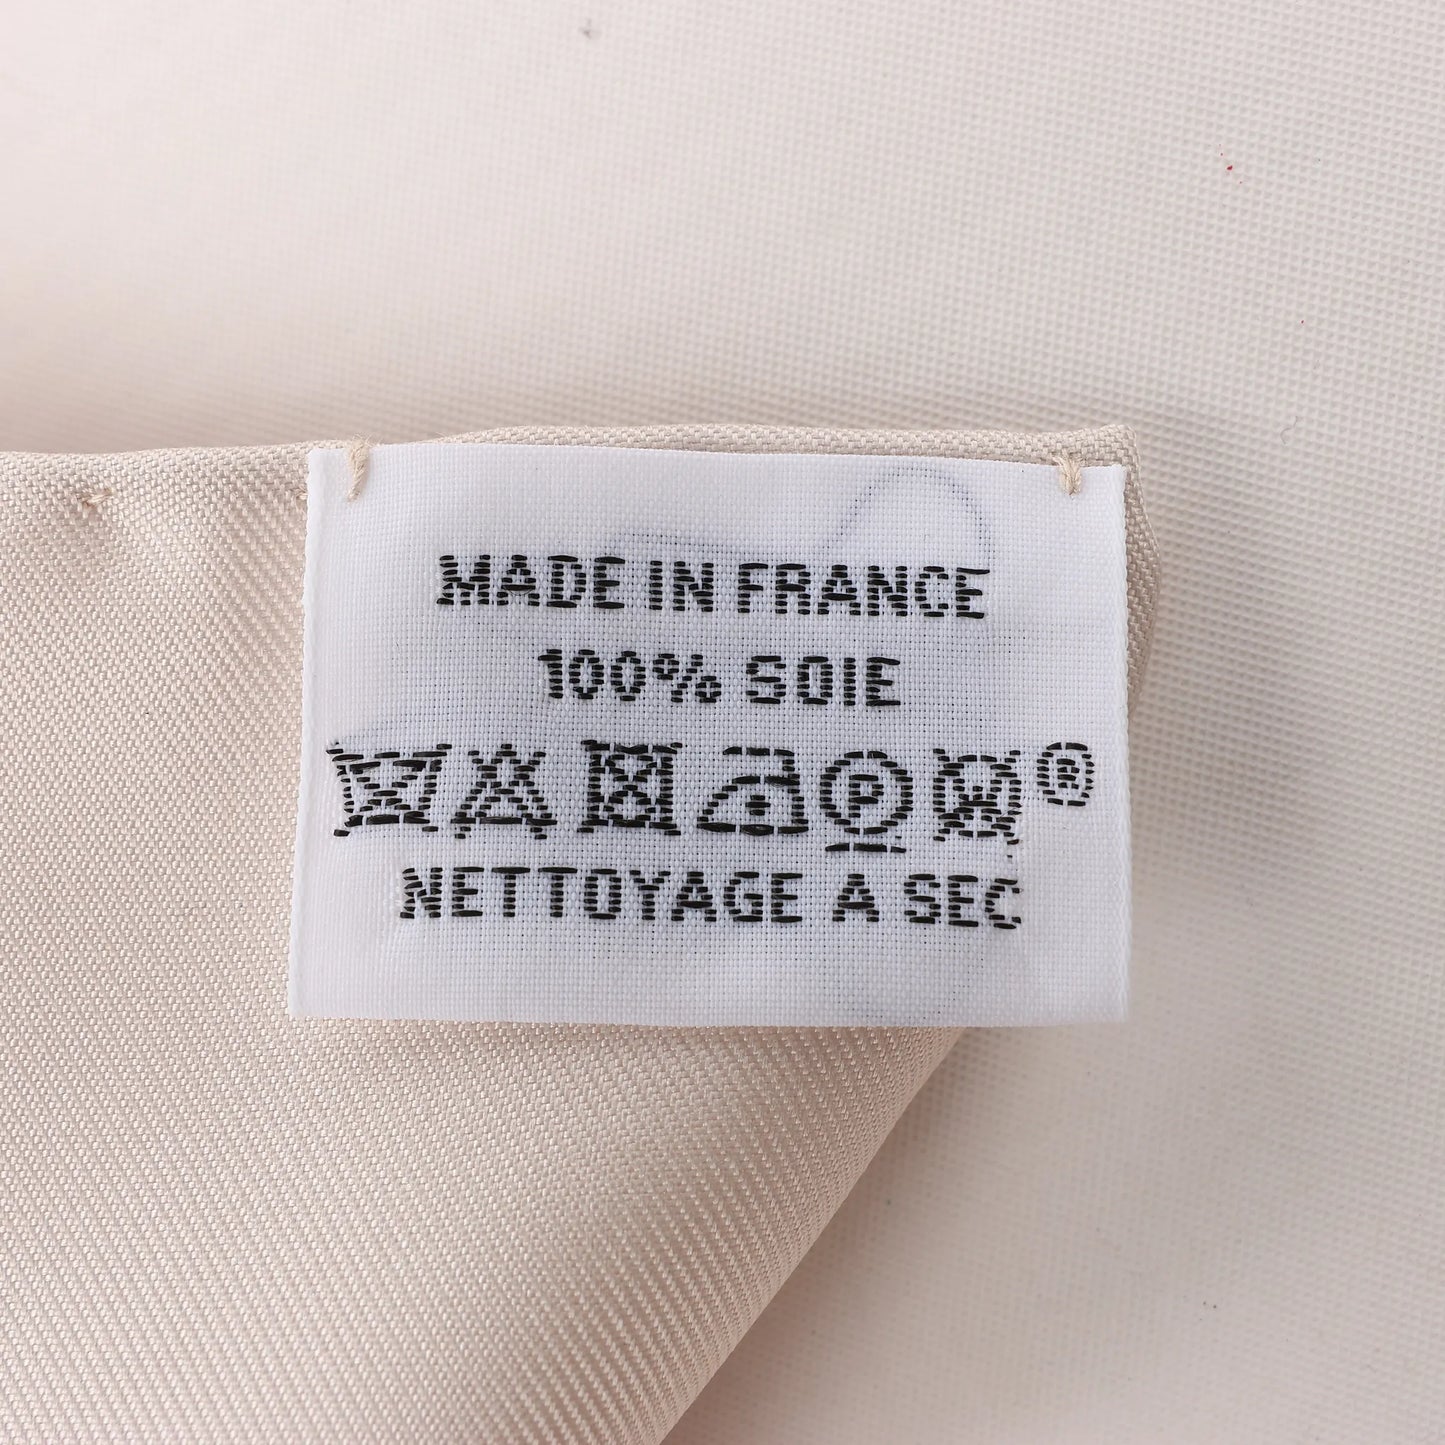 MADE IN FRANCE
100% SOIE
P W ®
NETTOYAGE A SEC